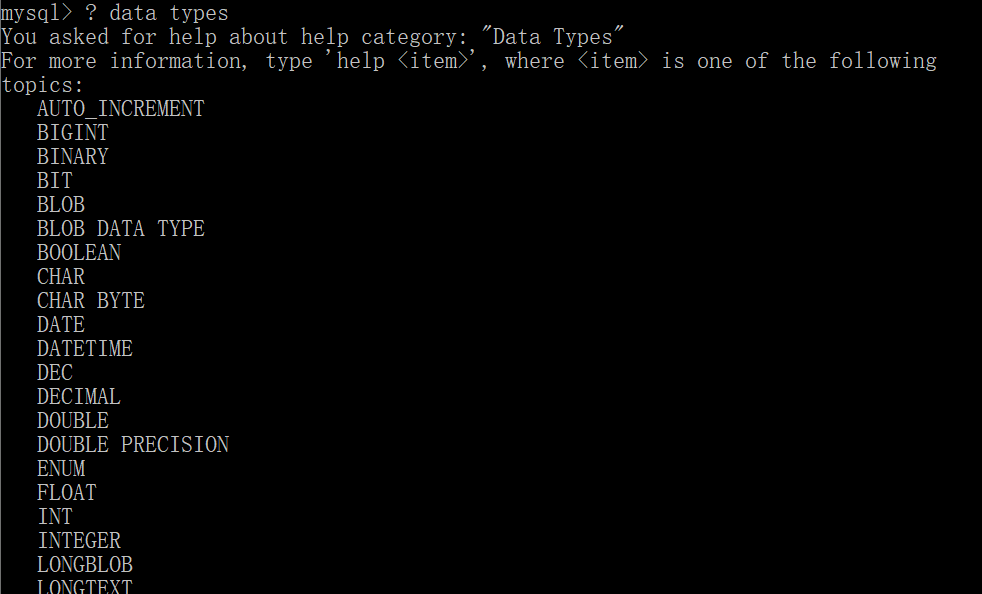 mysql> ? data types
You asked for help about help category: "Data Types"
For more information, type 'help <item>', where <item> is one of the following
topics:
AUTO_INCREMENT
BIGINT
BINARY
BIT
BLOB
BLOB DATA TYPE
BOOLEAN
CHAR
CHAR BYTE
DATE
DATETIME
DEC
DECIMAL
DOUBLE
DOUBLE PRECISION
ENUM
FLOAT
INT
INTEGER
LONGBLOB
LONGTEXT